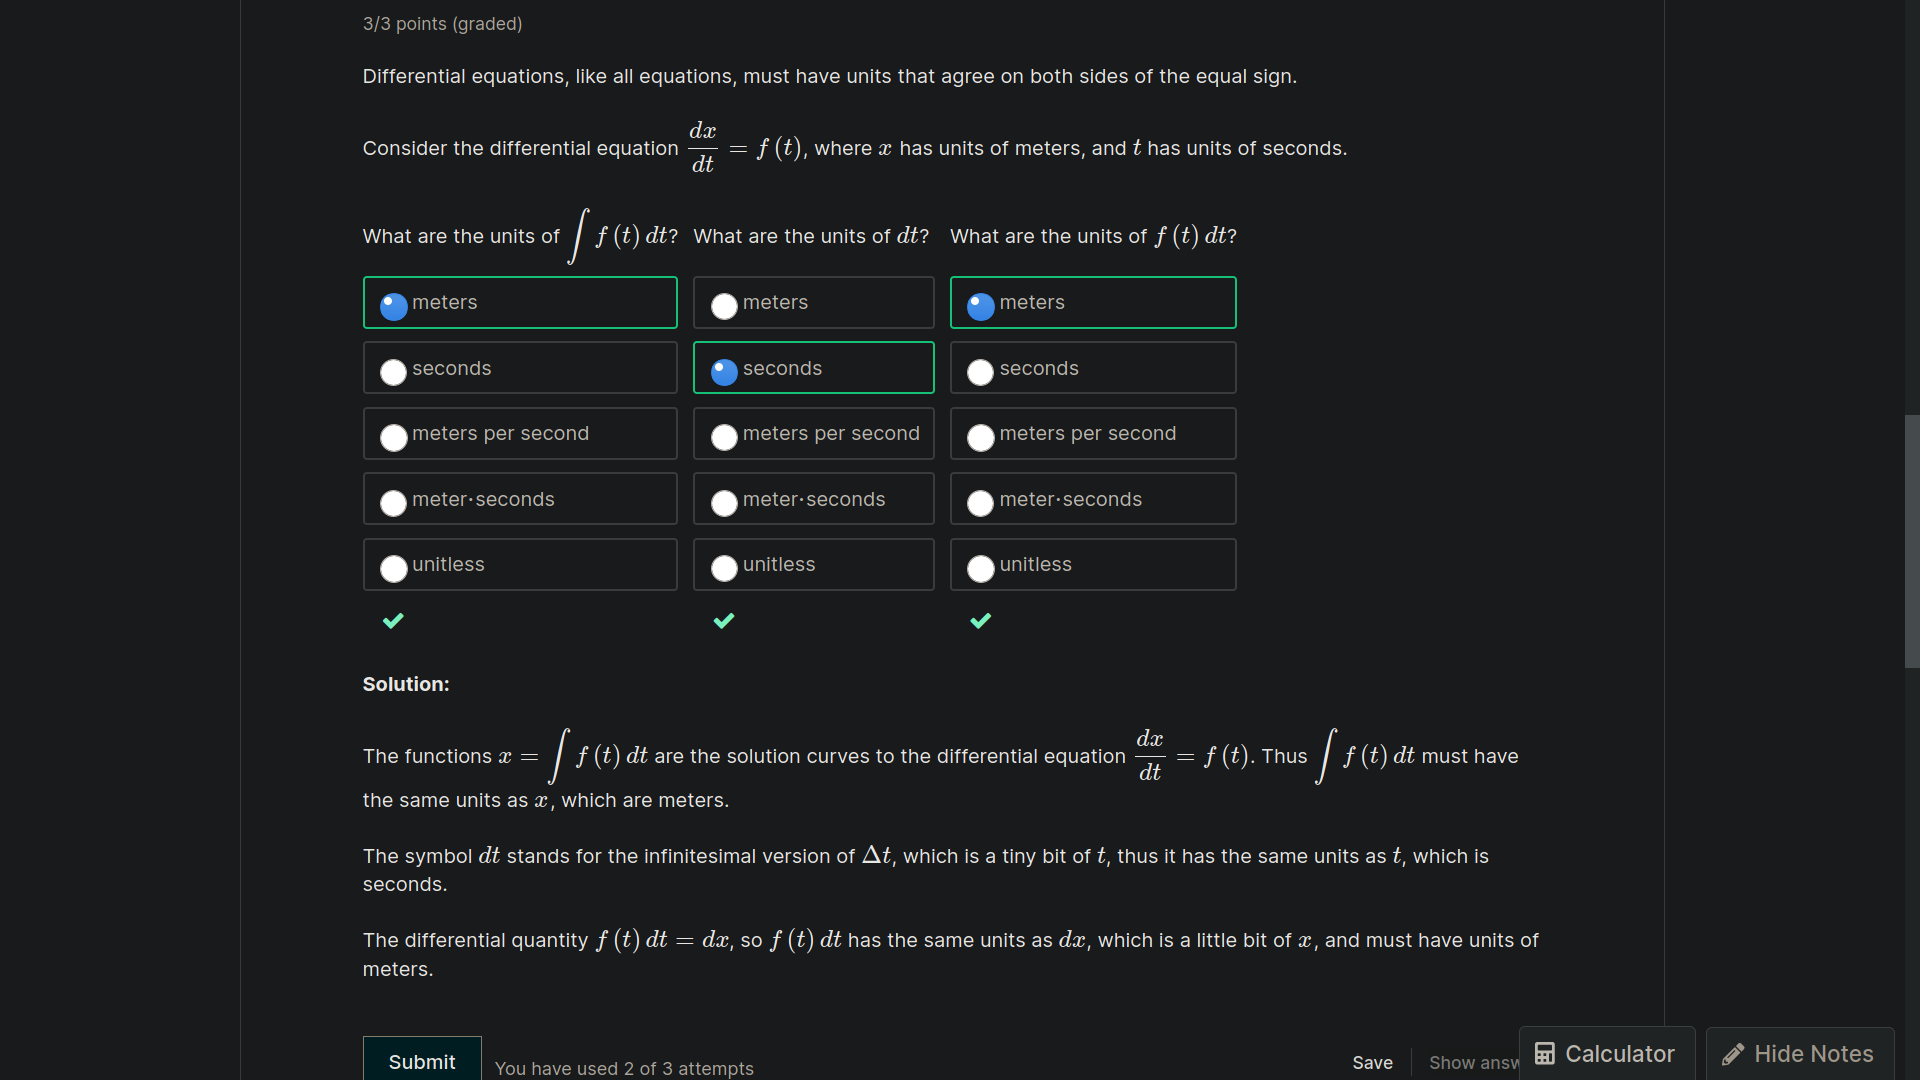 3/3 points (graded)
Differential equations, like all equations, must have units that agree on both sides of the equal sign.
Consider the differential equation dx/dt = f (t), where x has units of meters, and t has units of seconds.
What are the units of ∫ f (t) dt? What are the units of dt? What are the units of f (t) dt?
meters meters meters
seconds seconds seconds
meters per second meters per second meters per second
meter·seconds meter·seconds meter·seconds
unitless unitless unitless
Solution:
The functions x = ∫ f (t) dt are the solution curves to the differential equation dx/dt = f (t). Thus ∫ f (t) dt must have
the same units as x, which are meters.
The symbol dt stands for the infinitesimal version of Δt, which is a tiny bit of t, thus it has the same units as t, which is
seconds.
The differential quantity f (t) dt = dx, so f (t) dt has the same units as dx, which is a little bit of x, and must have units of
meters.
Submit You have used 2 of 3 attempts Save Show answ Calculator Hide Notes